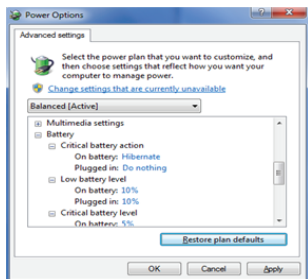 Power Options
Advanced settings
Select the power plan that you want to customize, and
then choose settings that reflect how you want your
computer to manage power.
Change settings that are currently unavailable
Balanced [Active]
Multimedia settings
Battery
Critical battery action
On battery: Hibernate
Plugged in: Do nothing
Low battery level
On battery: 10%
Plugged in: 10%
Critical battery level
On battery: 5%
Restore plan defaults
OK Cancel Apply